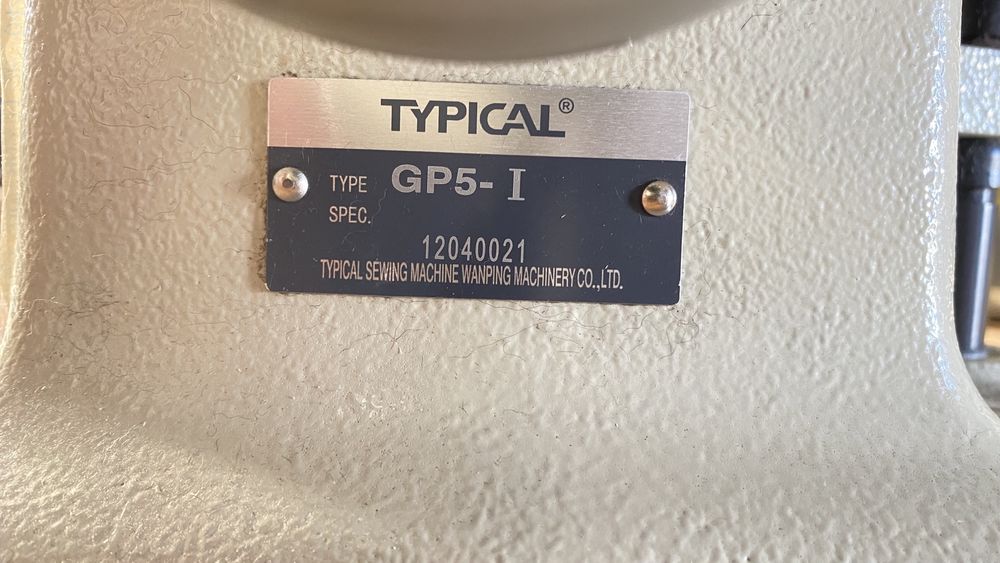 TYPICAL®
TYPE GP5-I
SPEC.
12040021
TYPICAL SEWING MACHINE WANPING MACHINERY CO.,LTD.